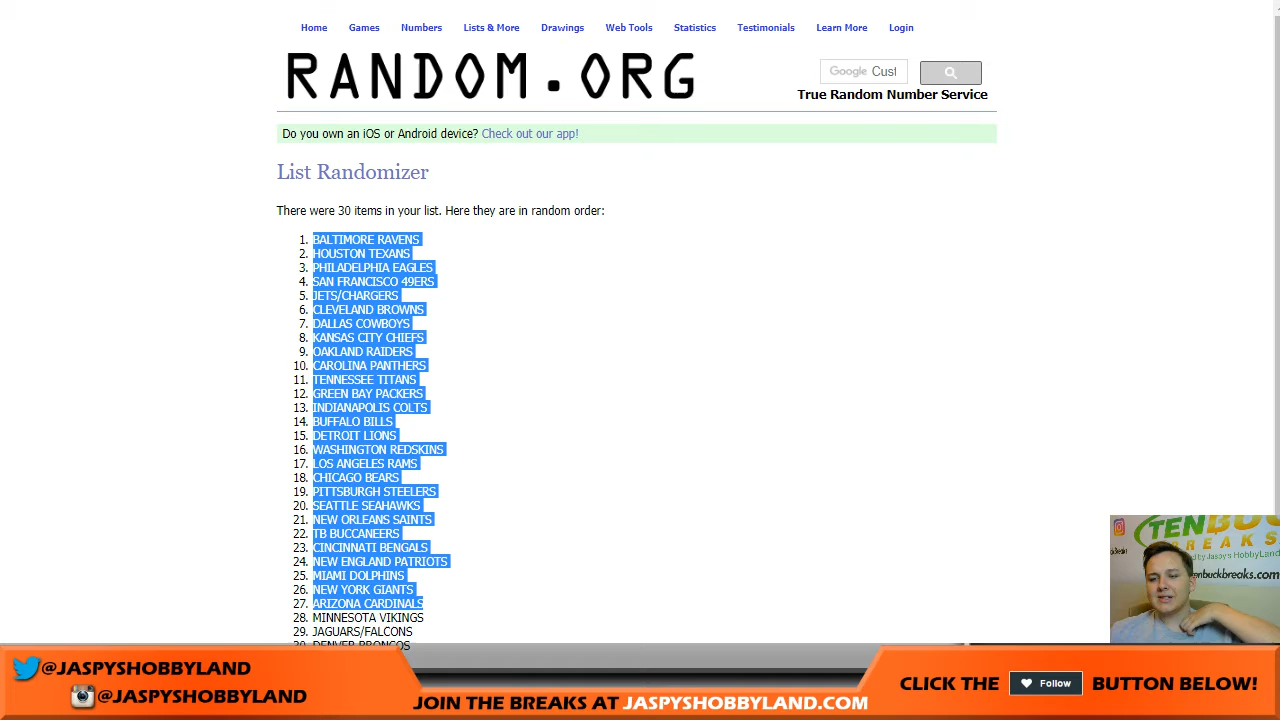 Home Games Numbers Lists & More Drawings Web Tools Statistics Testimonials Learn More Login
RANDOM.ORG
Google Cust
True Random Number Service
Do you own an iOS or Android device? Check out our app!
List Randomizer
There were 30 items in your list. Here they are in random order:
1. BALTIMORE RAVENS
2. HOUSTON TEXANS
3. PHILADELPHIA EAGLES
4. SAN FRANCISCO 49ERS
5. JETS/CHARGERS
6. CLEVELAND BROWNS
7. DALLAS COWBOYS
8. KANSAS CITY CHIEFS
9. OAKLAND RAIDERS
10. CAROLINA PANTHERS
11. TENNESSEE TITANS
12. GREEN BAY PACKERS
13. INDIANAPOLIS COLTS
14. BUFFALO BILLS
15. DETROIT LIONS
16. WASHINGTON REDSKINS
17. LOS ANGELES RAMS
18. CHICAGO BEARS
19. PITTSBURGH STEELERS
20. SEATTLE SEAHAWKS
21. NEW ORLEANS SAINTS
22. TB BUCCANEERS
23. CINCINNATI BENGALS
24. NEW ENGLAND PATRIOTS
25. MIAMI DOLPHINS
26. NEW YORK GIANTS
27. ARIZONA CARDINALS
28. MINNESOTA VIKINGS
29. JAGUARS/FALCONS
30. DENVER BRONCOS
TENBUC
BREAKS
by Jaspy's HobbyLand
enbuckbreaks.com
@JASPYSHOBBYLAND
@JASPYSHOBBYLAND
JOIN THE BREAKS AT JASPYSHOBBYLAND.COM
CLICK THE Follow BUTTON BELOW!